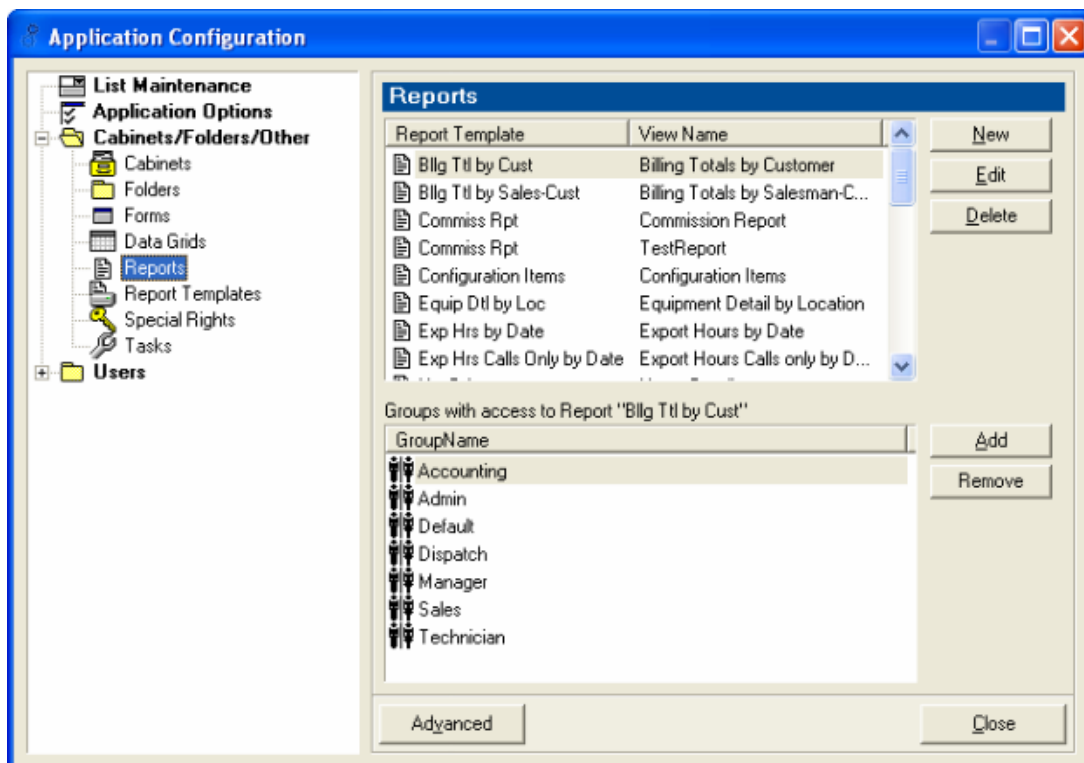 Application Configuration
List Maintenance
Application Options
Cabinets/Folders/Other
Cabinets
Folders
Forms
Data Grids
Reports
Report Templates
Special Rights
Tasks
Users
Reports
Report Template View Name
Bllg Ttl by Cust Billing Totals by Customer
Bllg Ttl by Sales-Cust Billing Totals by Salesman-C...
Commiss Rpt Commission Report
Commiss Rpt TestReport
Configuration Items Configuration Items
Equip Dtl by Loc Equipment Detail by Location
Exp Hrs by Date Export Hours by Date
Exp Hrs Calls Only by Date Export Hours Calls only by D...
New
Edit
Delete
Groups with access to Report "Bllg Ttl by Cust"
GroupName
Accounting
Admin
Default
Dispatch
Manager
Sales
Technician
Add
Remove
Advanced
Close